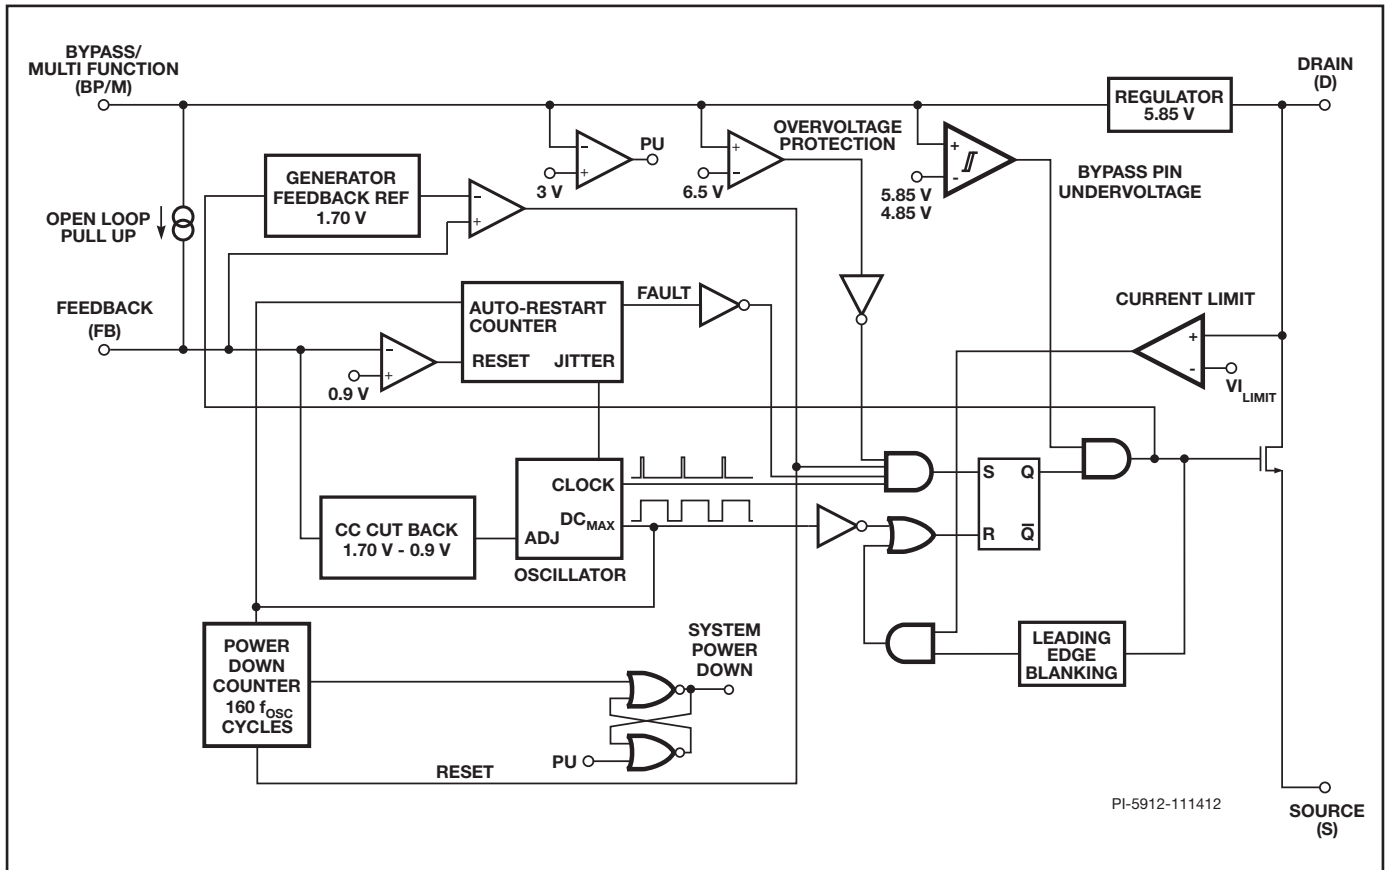 BYPASS/
MULTI FUNCTION
(BP/M)
DRAIN
(D)
REGULATOR
5.85 V
GENERATOR
FEEDBACK REF
1.70 V
-
+
-
+
3 V
PU
OVERVOLTAGE
PROTECTION
+
-
6.5 V
+
-
5.85 V
4.85 V
BYPASS PIN
UNDERVOLTAGE
OPEN LOOP
PULL UP
FEEDBACK
(FB)
AUTO-RESTART
COUNTER
RESET JITTER
FAULT
-
+
0.9 V
CURRENT LIMIT
+
-
VI LIMIT
CLOCK
DC MAX
ADJ
OSCILLATOR
CC CUT BACK
1.70 V - 0.9 V
S Q
R Q̅
POWER
DOWN
COUNTER
160 fOSC
CYCLES
SYSTEM
POWER
DOWN
LEADING
EDGE
BLANKING
PU
RESET
PI-5912-111412
SOURCE
(S)